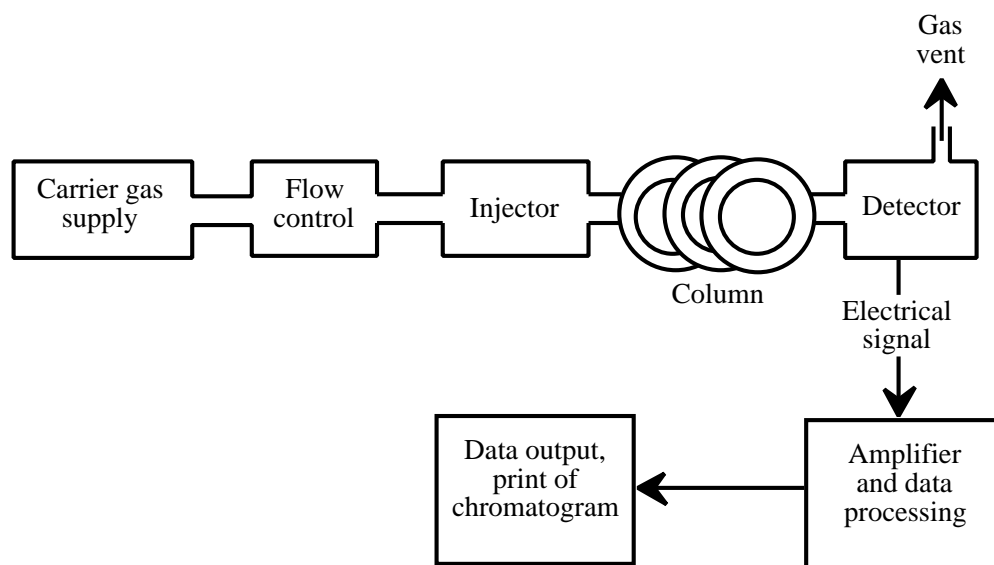 Gas
vent
Carrier gas
supply
Flow
control
Injector
Detector
Column
Electrical
signal
Data output,
print of
chromatogram
Amplifier
and data
processing